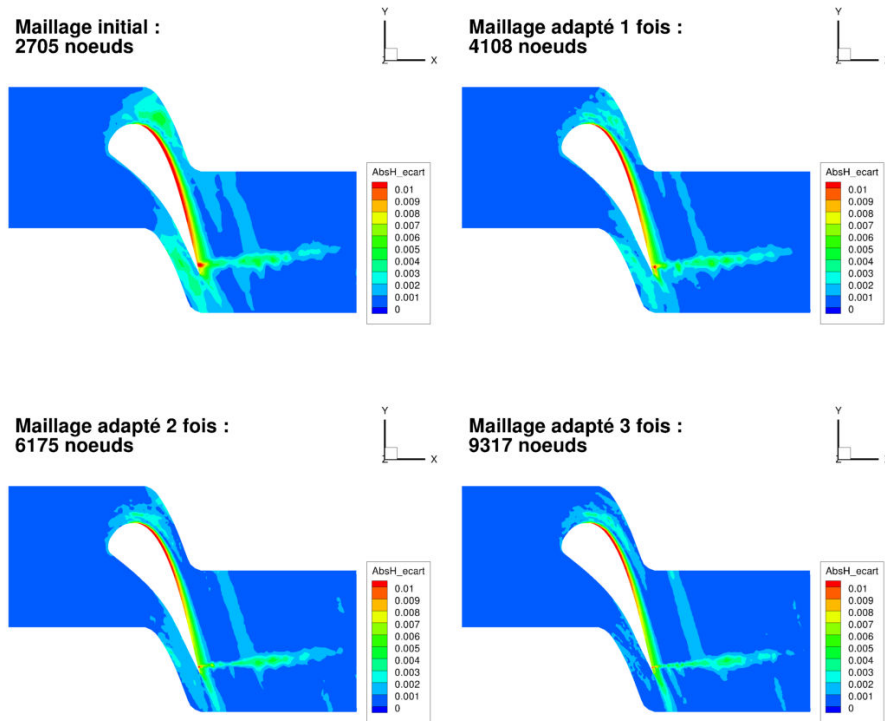 Maillage initial :
2705 noeuds
Y
X
Z
AbsH_ecart
0.01
0.009
0.008
0.007
0.006
0.005
0.004
0.003
0.002
0.001
0
Maillage adapté 1 fois :
4108 noeuds
Y
X
Z
AbsH_ecart
0.01
0.009
0.008
0.007
0.006
0.005
0.004
0.003
0.002
0.001
0
Maillage adapté 2 fois :
6175 noeuds
Y
X
Z
AbsH_ecart
0.01
0.009
0.008
0.007
0.006
0.005
0.004
0.003
0.002
0.001
0
Maillage adapté 3 fois :
9317 noeuds
Y
X
Z
AbsH_ecart
0.01
0.009
0.008
0.007
0.006
0.005
0.004
0.003
0.002
0.001
0